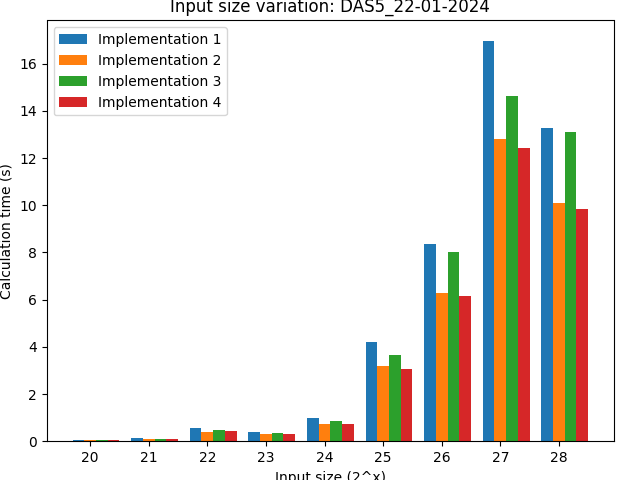 Input size variation: DAS5_22-01-2024
Implementation 1
Implementation 2
Implementation 3
Implementation 4
Calculation time (s)
16
14
12
10
8
6
4
2
0
20 21 22 23 24 25 26 27 28
Input size (2^x)